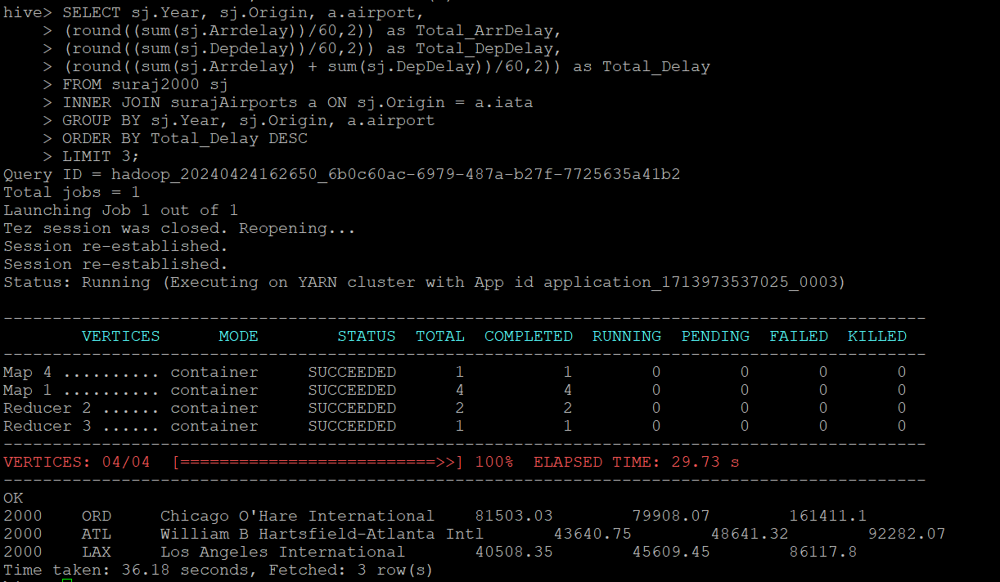 hive> SELECT sj.Year, sj.Origin, a.airport,
    > (round((sum(sj.Arrdelay))/60,2)) as Total_ArrDelay,
    > (round((sum(sj.Depdelay))/60,2)) as Total_DepDelay,
    > (round((sum(sj.Arrdelay) + sum(sj.DepDelay))/60,2)) as Total_Delay
    > FROM suraj2000 sj
    > INNER JOIN surajAirports a ON sj.Origin = a.iata
    > GROUP BY sj.Year, sj.Origin, a.airport
    > ORDER BY Total_Delay DESC
    > LIMIT 3;
Query ID = hadoop_20240424162650_6b0c60ac-6979-487a-b27f-7725635a41b2
Total jobs = 1
Launching Job 1 out of 1
Tez session was closed. Reopening...
Session re-established.
Session re-established.
Status: Running (Executing on YARN cluster with App id application_1713973537025_0003)
----------------------------------------------------------------------------------------------
        VERTICES      MODE        STATUS  TOTAL  COMPLETED  RUNNING  PENDING  FAILED  KILLED
----------------------------------------------------------------------------------------------
Map 4 .......... container     SUCCEEDED      1          1        0        0       0       0
Map 1 .......... container     SUCCEEDED      4          4        0        0       0       0
Reducer 2 ...... container     SUCCEEDED      2          2        0        0       0       0
Reducer 3 ...... container     SUCCEEDED      1          1        0        0       0       0
----------------------------------------------------------------------------------------------
VERTICES: 04/04  [==========================>>] 100%  ELAPSED TIME: 29.73 s
----------------------------------------------------------------------------------------------
OK
2000    ORD     Chicago O'Hare International    81503.03        79908.07        161411.1
2000    ATL     William B Hartsfield-Atlanta Intl       43640.75        48641.32        92282.07
2000    LAX     Los Angeles International       40508.35        45609.45        86117.8
Time taken: 36.18 seconds, Fetched: 3 row(s)